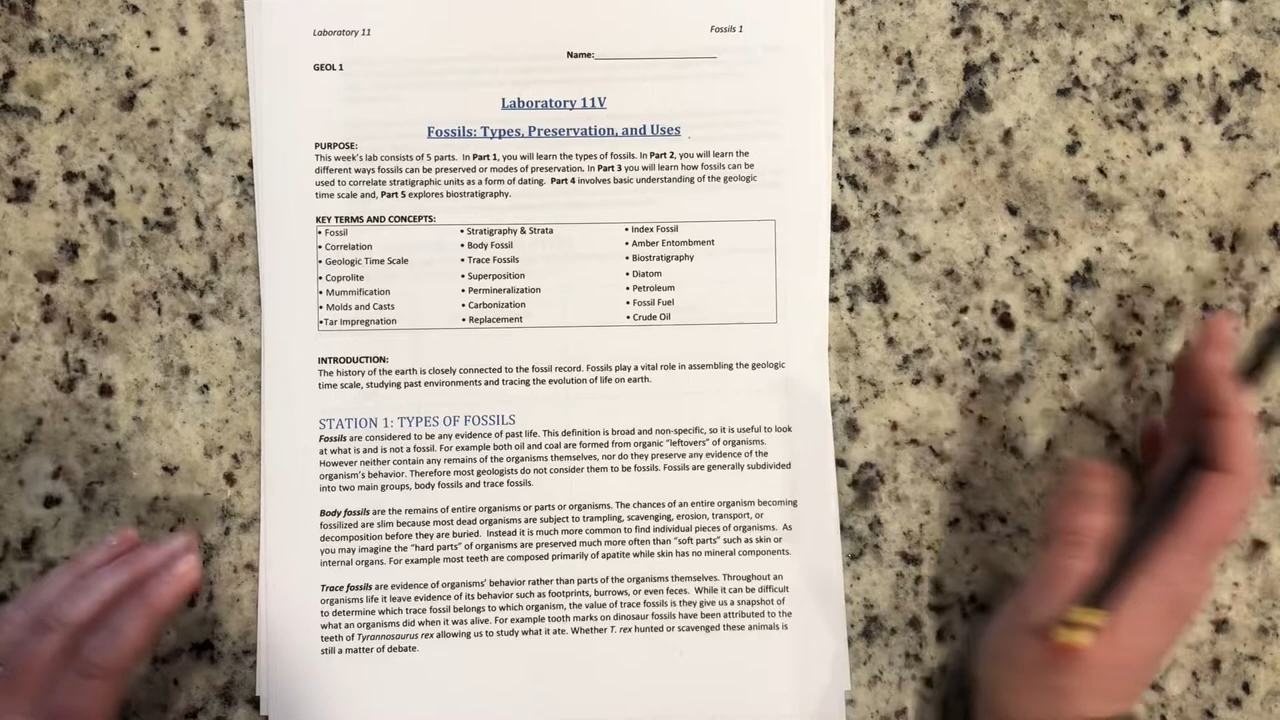 Laboratory 11
Fossils 1
Name:
GEOL 1
Laboratory 11V
Fossils: Types, Preservation, and Uses
PURPOSE:
This week's lab consists of 5 parts. In Part 1, you will learn the types of fossils. In Part 2, you will learn the
different ways fossils can be preserved or modes of preservation. In Part 3 you will learn how fossils can be
used to correlate stratigraphic units as a form of dating. Part 4 involves basic understanding of the geologic
time scale and, Part 5 explores biostratigraphy.
KEY TERMS AND CONCEPTS:
• Fossil
• Correlation
• Geologic Time Scale
• Coprolite
• Mummification
• Molds and Casts
•Tar Impregnation
• Stratigraphy & Strata
• Body Fossil
• Trace Fossils
• Superposition
• Permineralization
• Carbonization
• Replacement
• Index Fossil
• Amber Entombment
• Biostratigraphy
• Diatom
• Petroleum
• Fossil Fuel
• Crude Oil
INTRODUCTION:
The history of the earth is closely connected to the fossil record. Fossils play a vital role in assembling the geologic
time scale, studying past environments and tracing the evolution of life on earth.
STATION 1: TYPES OF FOSSILS
Fossils are considered to be any evidence of past life. This definition is broad and non-specific, so it is useful to look
at what is and is not a fossil. For example both oil and coal are formed from organic "leftovers" of organisms.
However neither contain any remains of the organisms themselves, nor do they preserve any evidence of the
organism's behavior. Therefore most geologists do not consider them to be fossils. Fossils are generally subdivided
into two main groups, body fossils and trace fossils.
Body fossils are the remains of entire organisms or parts or organisms. The chances of an entire organism becoming
fossilized are slim because most dead organisms are subject to trampling, scavenging, erosion, transport, or
decomposition before they are buried. Instead it is much more common to find individual pieces of organisms. As
you may imagine the "hard parts" of organisms are preserved much more often than "soft parts" such as skin or
internal organs. For example most teeth are composed primarily of apatite while skin has no mineral components.
Trace fossils are evidence of organisms' behavior rather than parts of the organisms themselves. Throughout an
organisms life it leave evidence of its behavior such as footprints, burrows, or even feces. While it can be difficult
to determine which trace fossil belongs to which organism, the value of trace fossils is they give us a snapshot of
what an organisms did when it was alive. For example tooth marks on dinosaur fossils have been attributed to the
teeth of Tyrannosaurus rex allowing us to study what it ate. Whether T. rex hunted or scavenged these animals is
still a matter of debate.